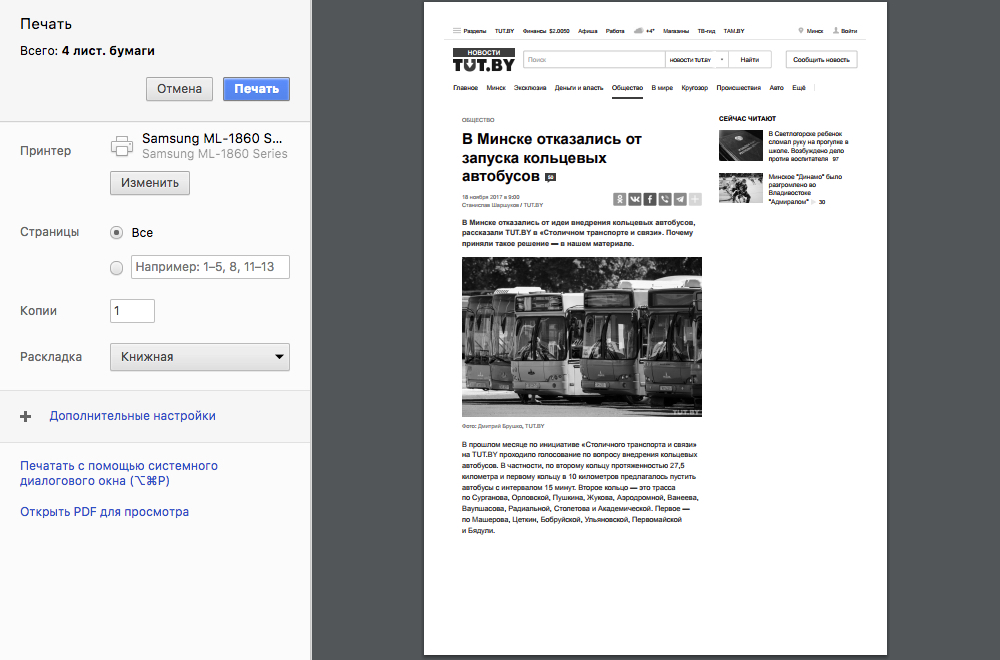 Печать
Всего: 4 лист. бумаги
Отмена
Печать
Принтер
Samsung ML-1860 S...
Samsung ML-1860 Series
Изменить
Страницы
Все
Например: 1–5, 8, 11–13
Копии
1
Раскладка
Книжная
Дополнительные настройки
Печатать с помощью системного
диалогового окна (⌥⌘P)
Открыть PDF для просмотра
Разделы TUT.BY Финансы $2.0050 Афиша Работа +4° Магазины ТВ-гид TAM.BY Минск Войти
НОВОСТИ
TUT.BY
Поиск
НОВОСТИ TUT.BY
Найти
Сообщить новость
Главное Минск Эксклюзив Деньги и власть Общество В мире Кругозор Происшествия Авто Ещё
ОБЩЕСТВО
В Минске отказались от
запуска кольцевых
автобусов
18 ноября 2017 в 9:00
Станислав Шаршуков / TUT.BY
В Минске отказались от идеи внедрения кольцевых автобусов,
рассказали TUT.BY в «Столичном транспорте и связи». Почему
приняли такое решение — в нашем материале.
TUT.BY
Фото: Дмитрий Брушко, TUT.BY
В прошлом месяце по инициативе «Столичного транспорта и связи»
на TUT.BY проходило голосование по вопросу внедрения кольцевых
автобусов. В частности, по второму кольцу протяженностью 27,5
километра и первому кольцу в 10 километров предлагалось пустить
автобусы с интервалом 15 минут. Второе кольцо — это трасса
по Сурганова, Орловской, Пушкина, Жукова, Аэродромной, Ванеева,
Ваупшасова, Радиальной, Столетова и Академической. Первое —
по Машерова, Цеткин, Бобруйской, Ульяновской, Первомайской
и Бядули.
СЕЙЧАС ЧИТАЮТ
В Светлогорске ребенок
сломал руку на прогулке в
школе. Возбуждено дело
против воспитателя 97
Минское "Динамо" было
разгромлено во
Владивостоке
"Адмиралом" 30